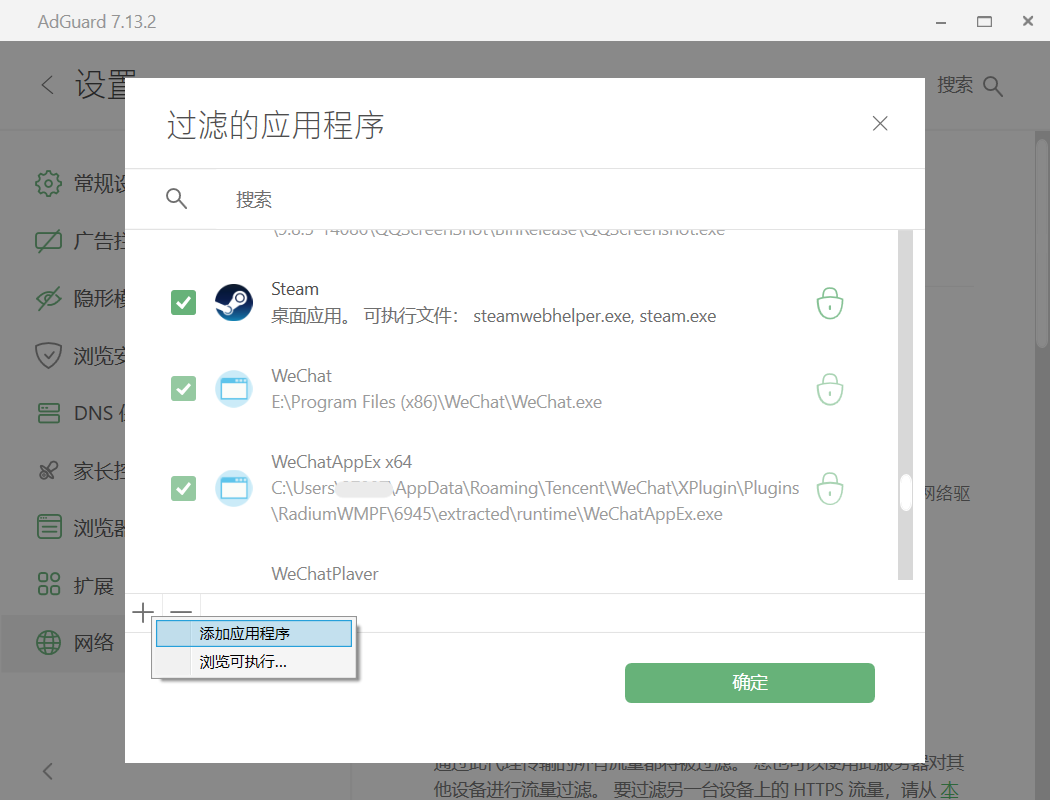 AdGuard 7.13.2
设置
搜索
过滤的应用程序
搜索
常规设
广告拦
隐形模
浏览安
DNS
家长控
浏览器
扩展
网络
\9.8.3-14086\QQScreenShot\BinRelease\QQScreenshot.exe
Steam
桌面应用。 可执行文件： steamwebhelper.exe, steam.exe
WeChat
E:\Program Files (x86)\WeChat\WeChat.exe
WeChatAppEx x64
C:\Users\ \AppData\Roaming\Tencent\WeChat\XPlugin\Plugins
\RadiumWMPF\6945\extracted\runtime\WeChatAppEx.exe
网络驱
WeChatPlayer
添加应用程序
浏览可执行...
确定
通过此代理传输的所有流量都将被过滤。 您也可以使用此服务器对其
他设备进行流量过滤。 要过滤另一台设备上的 HTTPS 流量，请从 本